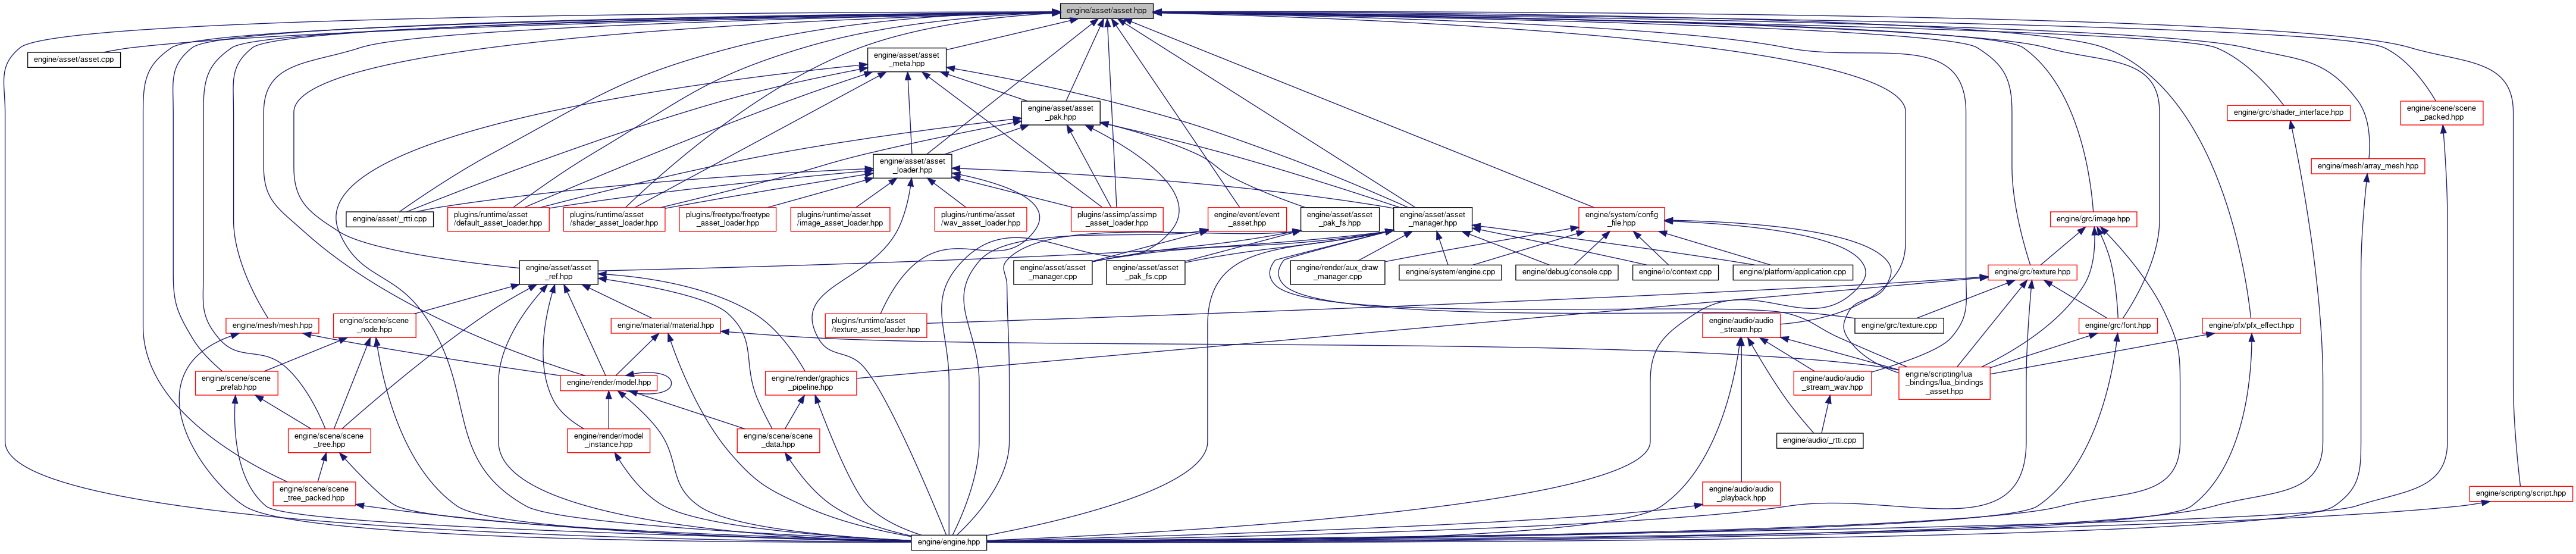 engine/asset/asset.hpp
engine/asset/asset.cpp
engine/asset/asset
_meta.hpp
engine/asset/asset
_pak.hpp
engine/grc/shader_interface.hpp
engine/scene/scene
_packed.hpp
engine/asset/asset
_loader.hpp
engine/mesh/array_mesh.hpp
engine/asset/_rtti.cpp
plugins/runtime/asset
/default_asset_loader.hpp
plugins/runtime/asset
/shader_asset_loader.hpp
plugins/freetype/freetype
_asset_loader.hpp
plugins/runtime/asset
/image_asset_loader.hpp
plugins/runtime/asset
/wav_asset_loader.hpp
plugins/assimp/assimp
_asset_loader.hpp
engine/event/event
_asset.hpp
engine/asset/asset
_pak_fs.hpp
engine/asset/asset
_manager.hpp
engine/system/config
_file.hpp
engine/grc/image.hpp
engine/asset/asset
_ref.hpp
engine/asset/asset
_manager.cpp
engine/asset/asset
_pak_fs.cpp
engine/render/aux_draw
_manager.cpp
engine/system/engine.cpp
engine/debug/console.cpp
engine/io/context.cpp
engine/platform/application.cpp
engine/grc/texture.hpp
engine/mesh/mesh.hpp
engine/scene/scene
_node.hpp
engine/material/material.hpp
plugins/runtime/asset
/texture_asset_loader.hpp
engine/audio/audio
_stream.hpp
engine/grc/texture.cpp
engine/grc/font.hpp
engine/pfx/pfx_effect.hpp
engine/scene/scene
_prefab.hpp
engine/render/model.hpp
engine/render/graphics
_pipeline.hpp
engine/audio/audio
_stream_wav.hpp
engine/scripting/lua
_bindings/lua_bindings
_asset.hpp
engine/scene/scene
_tree.hpp
engine/render/model
_instance.hpp
engine/scene/scene
_data.hpp
engine/audio/_rtti.cpp
engine/scene/scene
_tree_packed.hpp
engine/audio/audio
_playback.hpp
engine/scripting/script.hpp
engine/engine.hpp